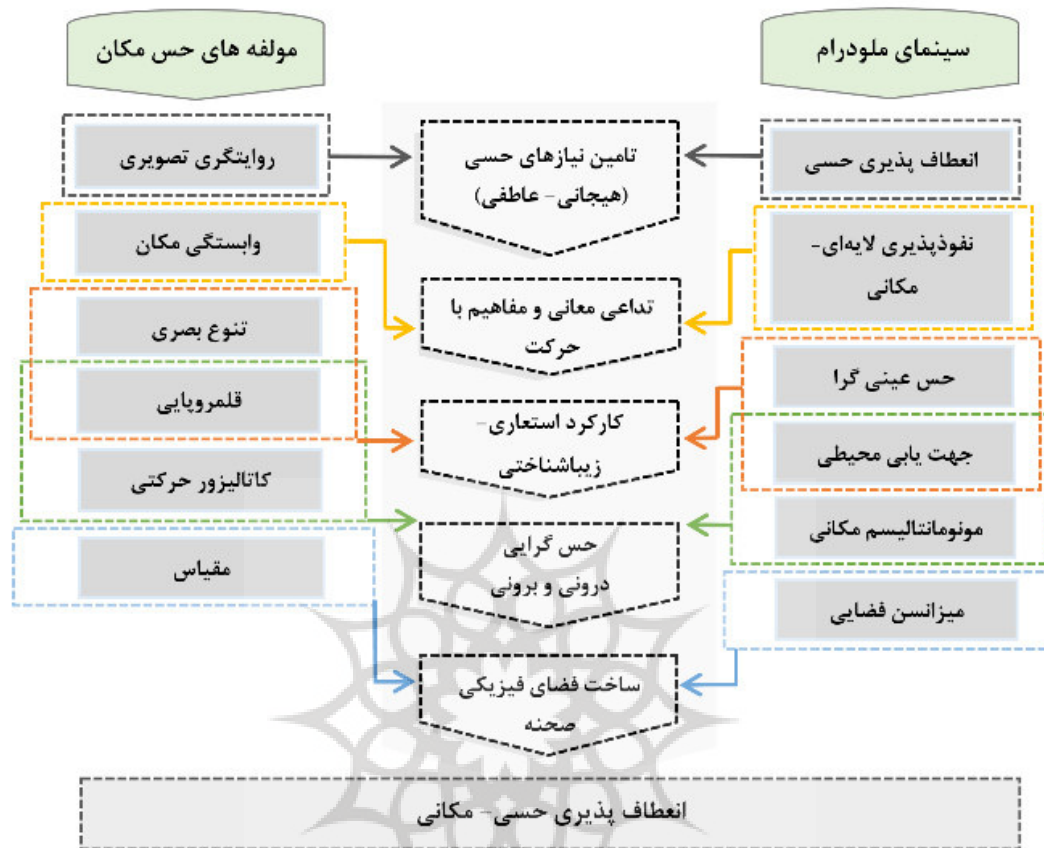 سینمای ملودرام
مولفه های حس مکان
انعطاف پذیری حسی
نفوذپذیری لایه‌ای-
مکانی
حس عینی گرا
جهت یابی محیطی
مونومانتالیسم مکانی
میزانسن فضایی
تامین نیازهای حسی
(هیجانی- عاطفی)
تداعی معانی و مفاهیم با
حرکت
کارکرد استعاری-
زیباشناختی
حس گرایی
درونی و برونی
ساخت فضای فیزیکی
صحنه
روایتگری تصویری
وابستگی مکان
تنوع بصری
قلمروپایی
کاتالیزور حرکتی
مقیاس
انعطاف پذیری حسی- مکانی